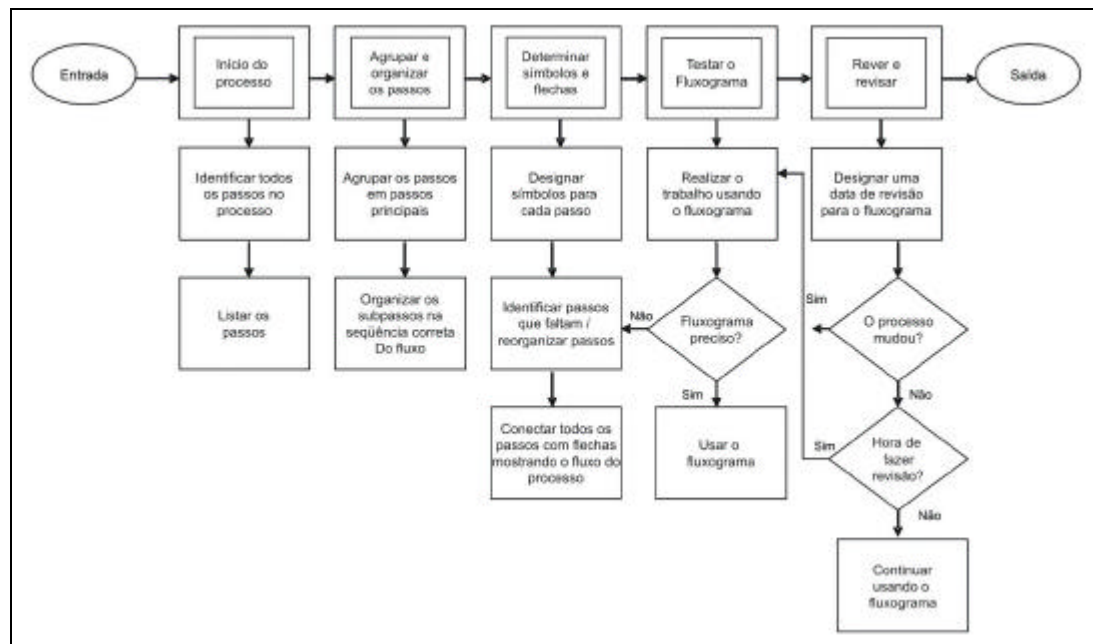 Entrada
Início do
processo
Agrupar e
organizar
os passos
Determinar
símbolos e
flechas
Testar o
Fluxograma
Rever e
revisar
Saída
Identificar todos
os passos no
processo
Agrupar os passos
em passos
principais
Designar
símbolos para
cada passo
Realizar o
trabalho usando
o fluxograma
Designar uma
data de revisão
para o fluxograma
Listar os
passos
Organizar os
subpassos na
seqüência correta
Do fluxo
Identificar passos
que faltam /
reorganizar passos
Não
Fluxograma
preciso?
Sim
O processo
mudou?
Sim
Não
Conectar todos os
passos com flechas
mostrando o fluxo do
processo
Usar o
fluxograma
Sim
Hora de
fazer
revisão?
Não
Continuar
usando o
fluxograma